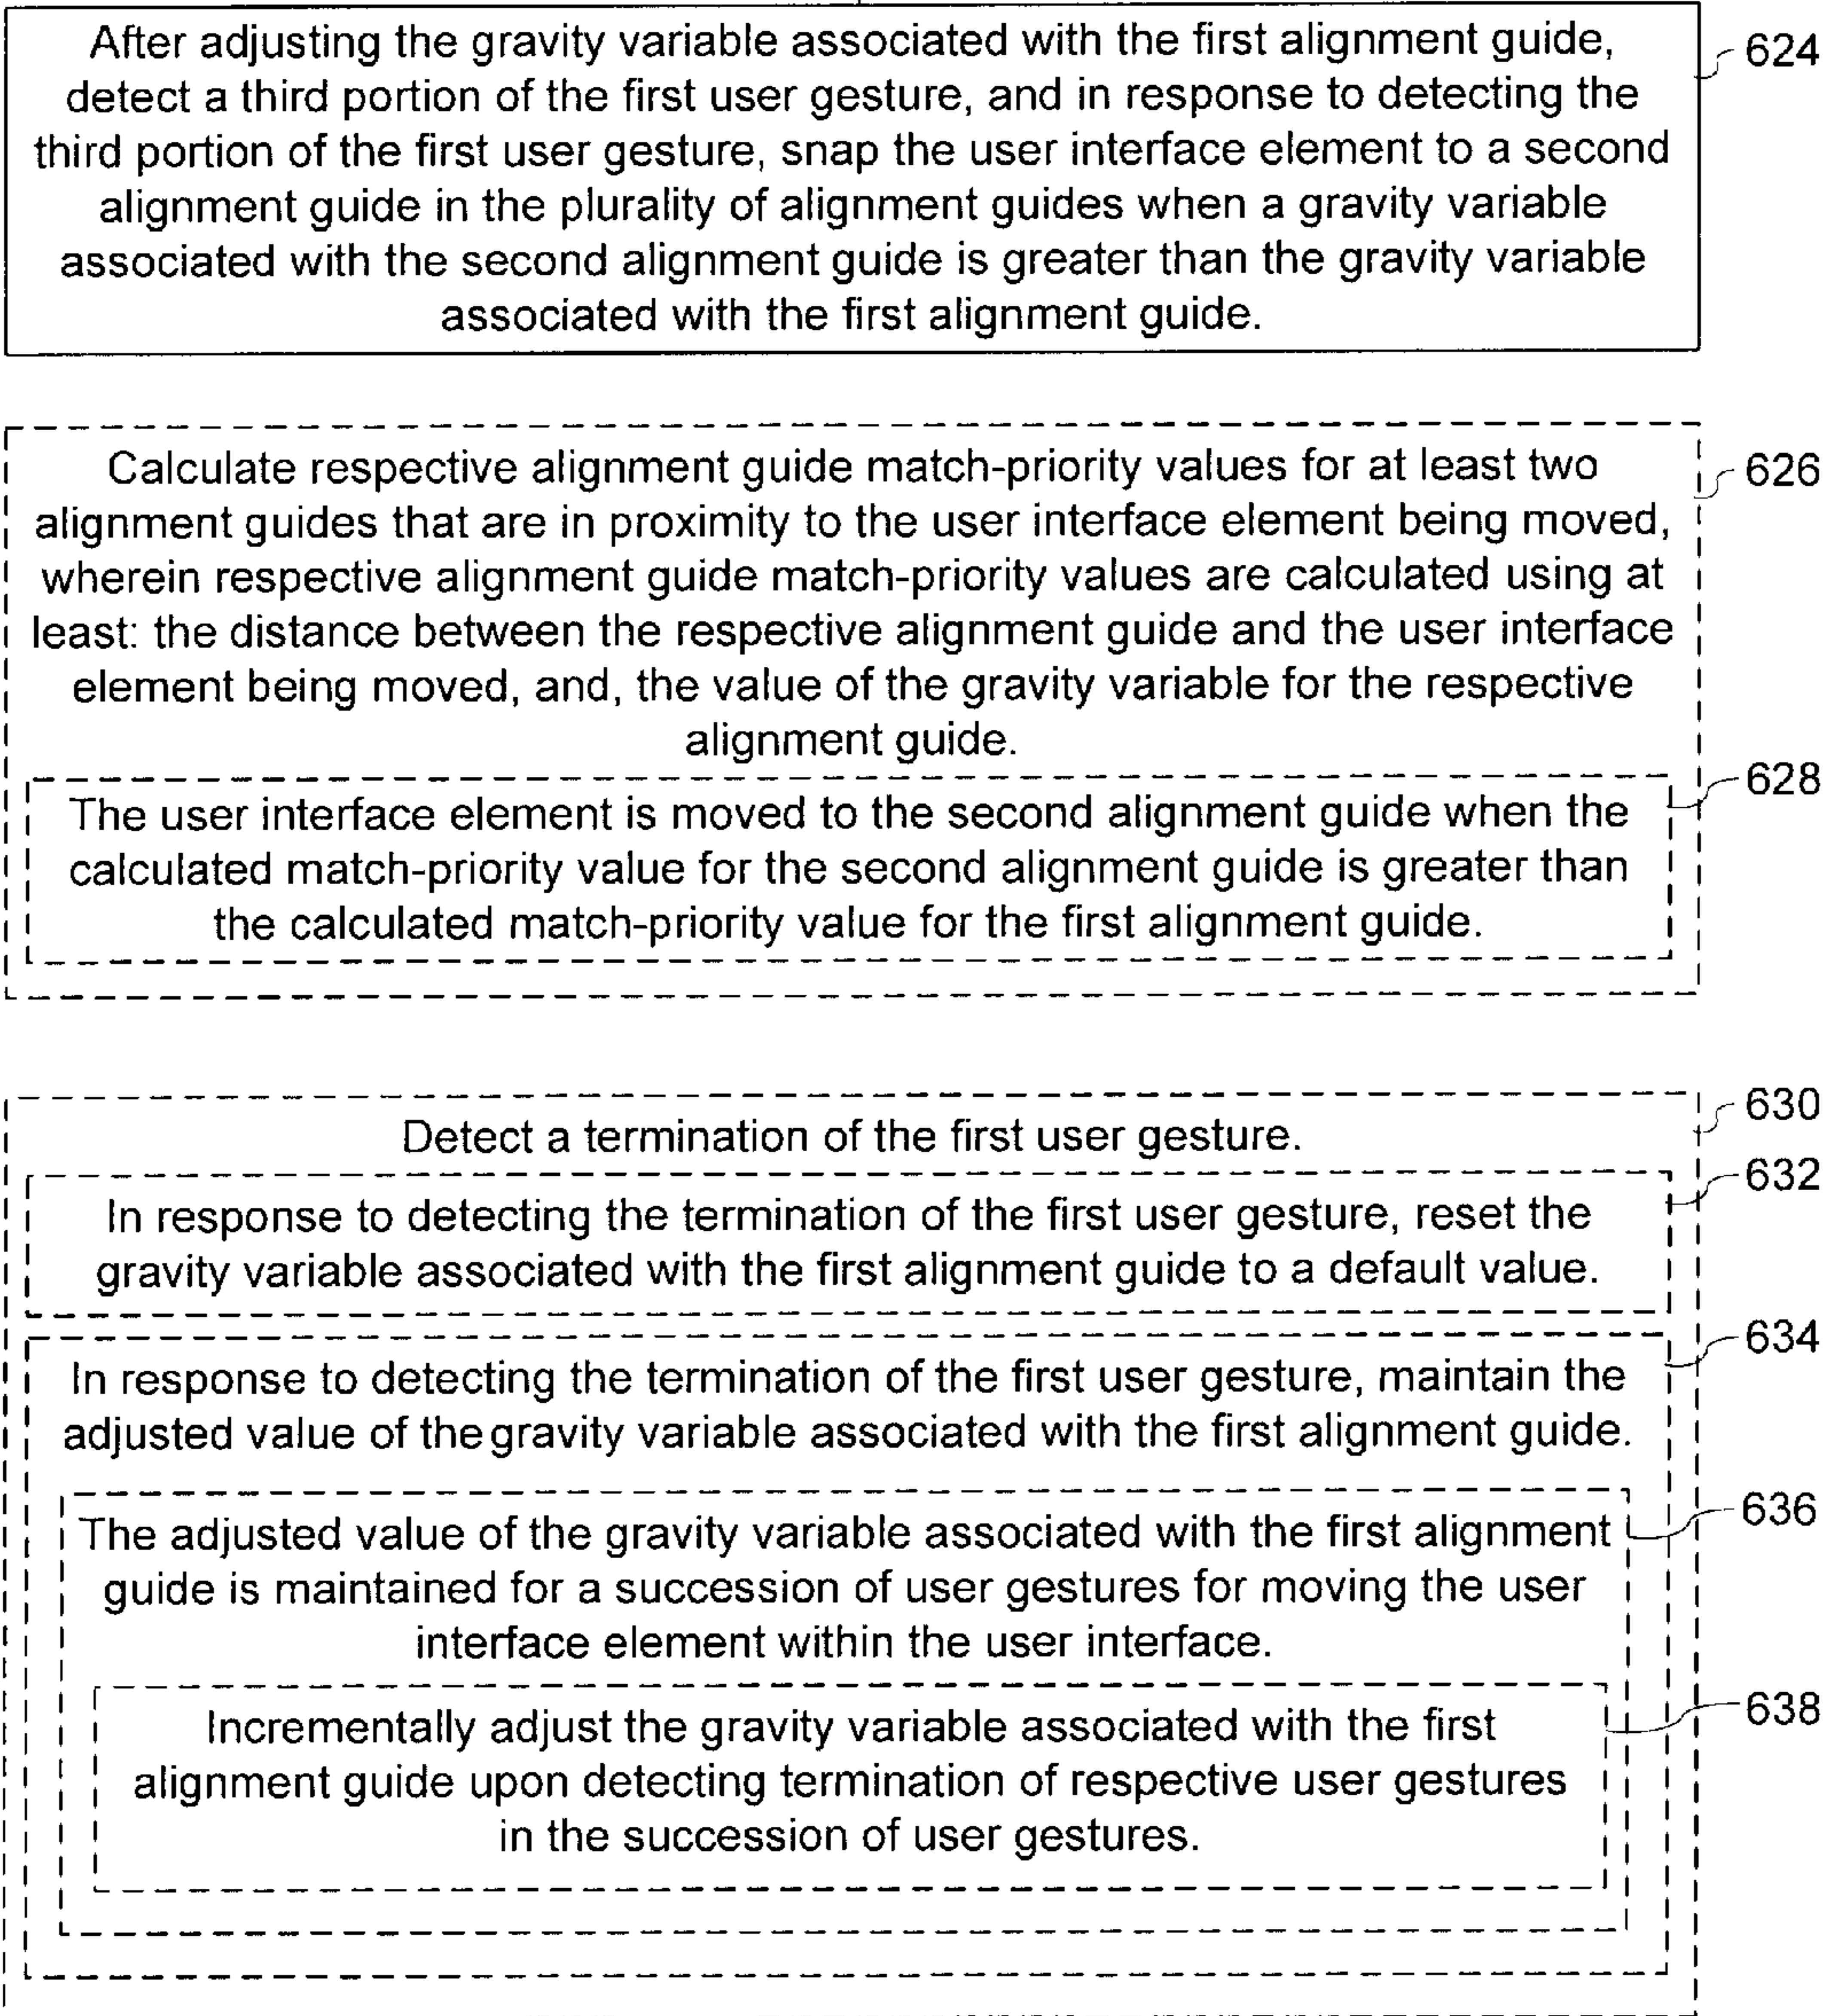 After adjusting the gravity variable associated with the first alignment guide,
624
detect a third portion of the first user gesture, and in response to detecting the
third portion of the first user gesture, snap the user interface element to a second
alignment guide in the plurality of alignment guides when a gravity variable
associated with the second alignment guide is greater than the gravity variable
associated with the first alignment guide.
Calculate respective alignment guide match-priority values for at least two
626
alignment guides that are in proximity to the user interface element being moved,
wherein respective alignment guide match-priority values are calculated using at
least: the distance between the respective alignment guide and the user interface
element being moved, and, the value of the gravity variable for the respective
alignment guide.
628
The user interface element is moved to the second alignment guide when the
calculated match-priority value for the second alignment guide is greater than
the calculated match-priority value for the first alignment guide.
630
Detect a termination of the first user gesture.
632
In response to detecting the termination of the first user gesture, reset the
gravity variable associated with the first alignment guide to a default value.
634
In response to detecting the termination of the first user gesture, maintain the
adjusted value of the gravity variable associated with the first alignment guide.
636
The adjusted value of the gravity variable associated with the first alignment
guide is maintained for a succession of user gestures for moving the user
interface element within the user interface.
638
Incrementally adjust the gravity variable associated with the first
alignment guide upon detecting termination of respective user gestures
in the succession of user gestures.